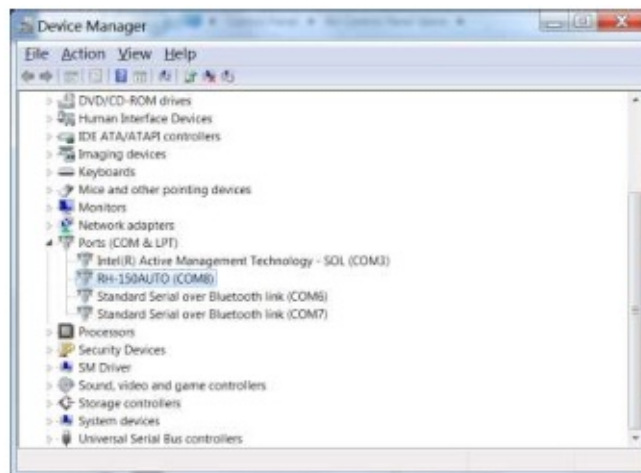 Device Manager
File Action View Help
DVD/CD-ROM drives
Human Interface Devices
IDE ATA/ATAPI controllers
Imaging devices
Keyboards
Mice and other pointing devices
Monitors
Network adapters
Ports (COM & LPT)
Intel(R) Active Management Technology - SOL (COM3)
RH-150AUTO (COM8)
Standard Serial over Bluetooth link (COM6)
Standard Serial over Bluetooth link (COM7)
Processors
Security Devices
SM Driver
Sound, video and game controllers
Storage controllers
System devices
Universal Serial Bus controllers